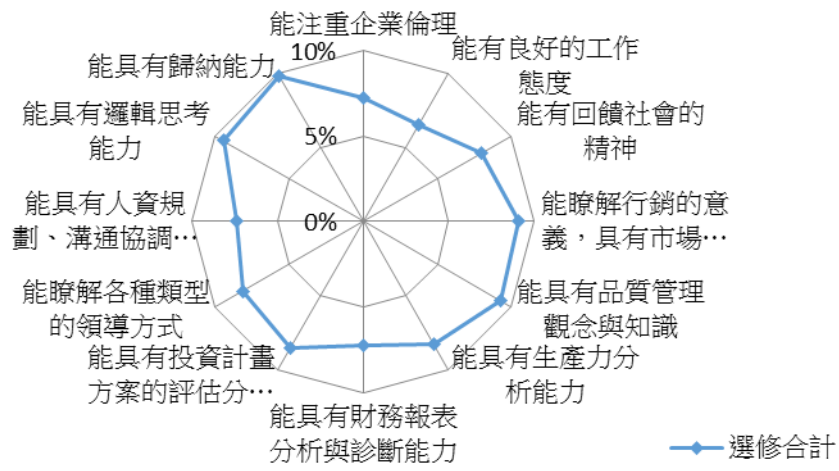 能注重企業倫理
10%
能有良好的工作
態度
能具有歸納能力
能具有邏輯思考
能力
能有回饋社會的
精神
5%
能具有人資規
劃、溝通協調…
0%
能瞭解行銷的意
義，具有市場…
能瞭解各種類型
的領導方式
能具有品質管理
觀念與知識
能具有投資計畫
方案的評估分…
能具有生產力分
析能力
能具有財務報表
分析與診斷能力
選修合計